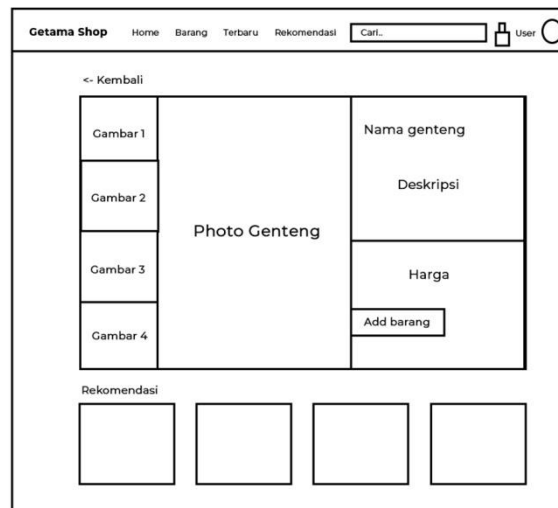 Getama Shop Home Barang Terbaru Rekomendasi Cari.. User
<- Kembali
Gambar 1
Gambar 2
Gambar 3
Gambar 4
Photo Genteng
Nama genteng
Deskripsi
Harga
Add barang
Rekomendasi